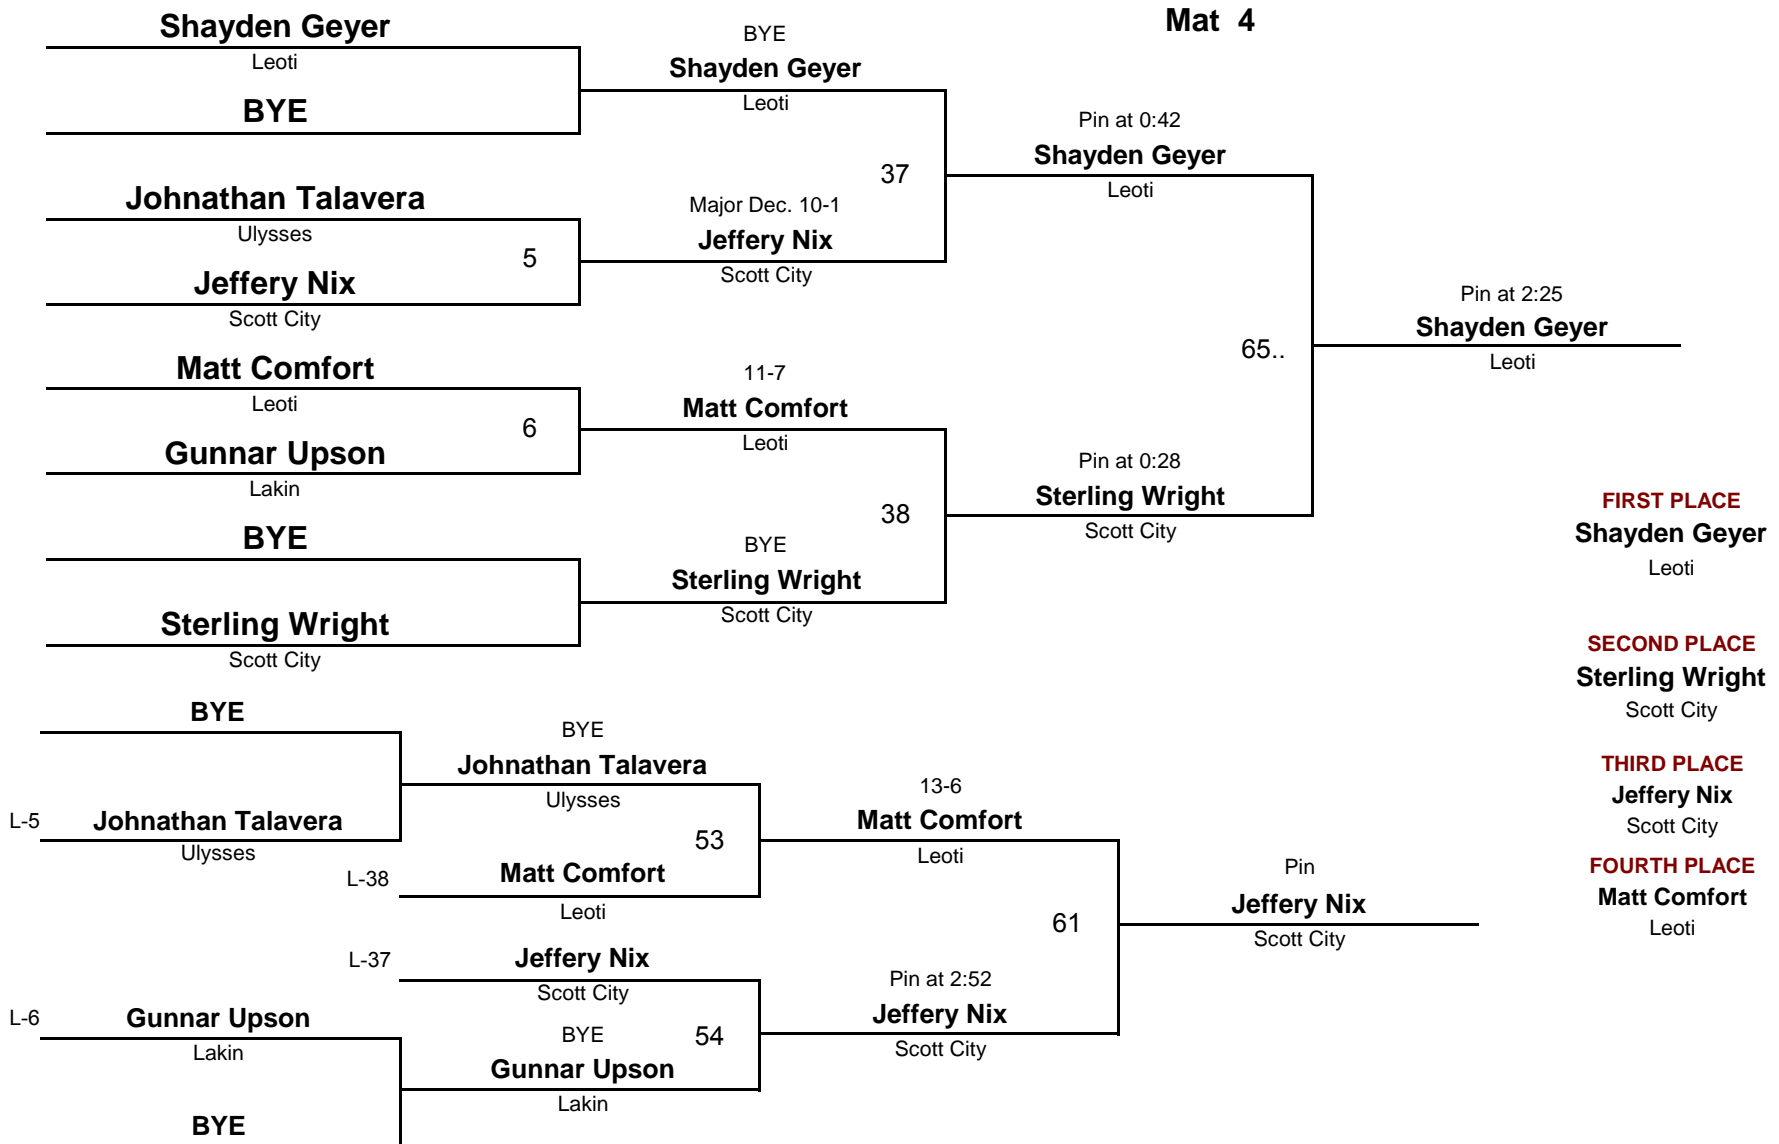 Mat 4
Shayden Geyer
Leoti
BYE
Johnathan Talavera
Ulysses
5
Jeffery Nix
Scott City
Matt Comfort
Leoti
6
Gunnar Upson
Lakin
BYE
Sterling Wright
Scott City
BYE
Shayden Geyer
Leoti
37
Major Dec. 10-1
Jeffery Nix
Scott City
11-7
Matt Comfort
Leoti
38
BYE
Sterling Wright
Scott City
Pin at 0:42
Shayden Geyer
Leoti
65..
Pin at 0:28
Sterling Wright
Scott City
Pin at 2:25
Shayden Geyer
Leoti
FIRST PLACE
Shayden Geyer
Leoti
SECOND PLACE
Sterling Wright
Scott City
THIRD PLACE
Jeffery Nix
Scott City
FOURTH PLACE
Matt Comfort
Leoti
BYE
L-5 Johnathan Talavera
Ulysses
L-6 Gunnar Upson
Lakin
BYE
BYE
Johnathan Talavera
Ulysses
53
L-38 Matt Comfort
Leoti
L-37 Jeffery Nix
Scott City
BYE
54
Gunnar Upson
Lakin
13-6
Matt Comfort
Leoti
61
Pin at 2:52
Jeffery Nix
Scott City
Pin
Jeffery Nix
Scott City